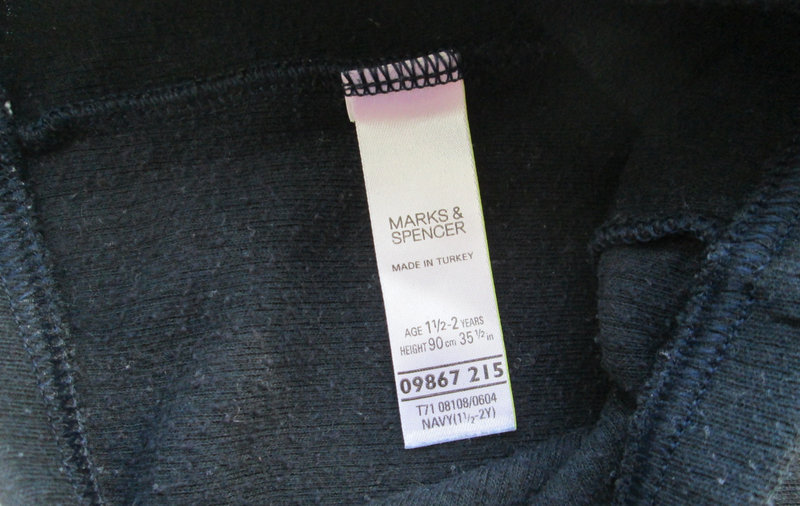 MARKS &
SPENCER
MADE IN TURKEY
AGE 1½-2 YEARS
HEIGHT 90 cm 35½ in
09867 215
T71 08108/0604
NAVY(1½-2Y)